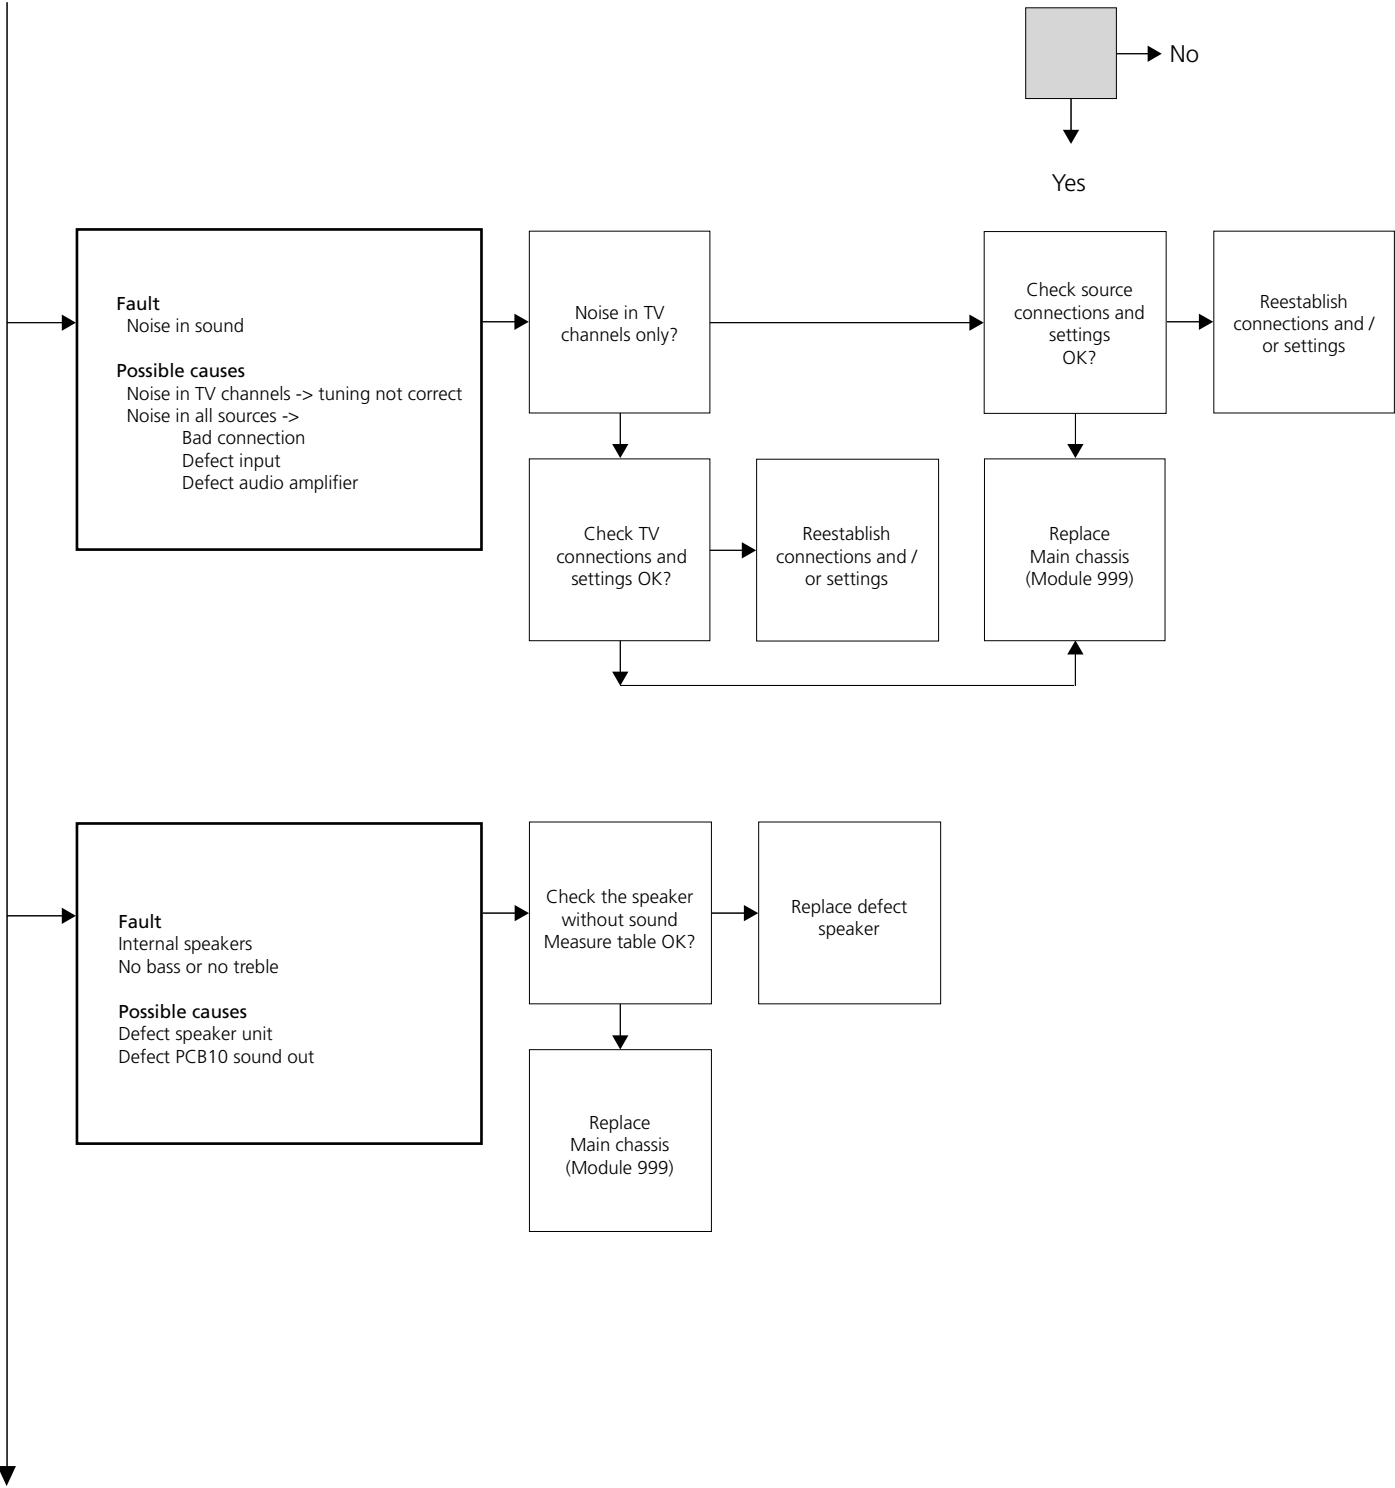 No
Yes
Fault
Noise in sound
Possible causes
Noise in TV channels -> tuning not correct
Noise in all sources ->
Bad connection
Defect input
Defect audio amplifier
Noise in TV
channels only?
Check source
connections and
settings
OK?
Reestablish
connections and /
or settings
Check TV
connections and
settings OK?
Reestablish
connections and /
or settings
Replace
Main chassis
(Module 999)
Fault
Internal speakers
No bass or no treble
Possible causes
Defect speaker unit
Defect PCB10 sound out
Check the speaker
without sound
Measure table OK?
Replace defect
speaker
Replace
Main chassis
(Module 999)